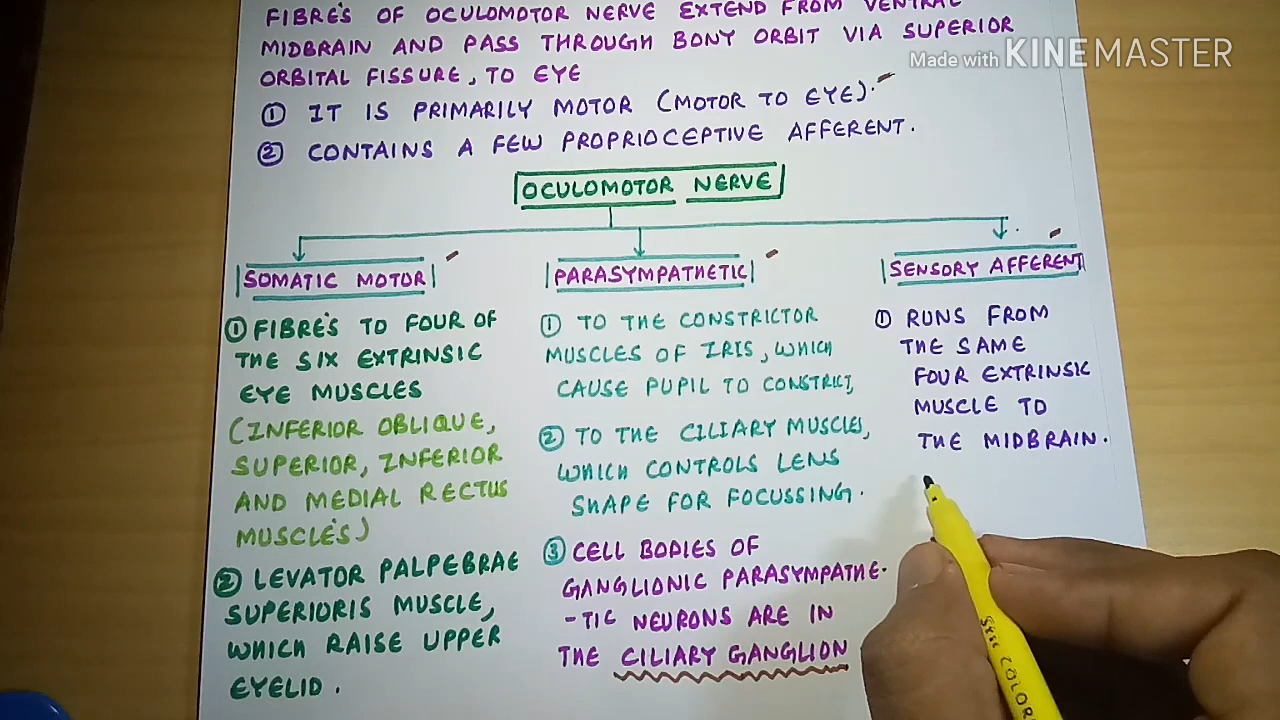 FIBRE'S OF OCULOMOTOR NERVE EXTEND FROM VENTRAL
MIDBRAIN AND PASS THROUGH BONY ORBIT VIA SUPERIOR
ORBITAL FISSURE, TO EYE
Made with KINEMASTER
① IT IS PRIMARILY MOTOR (MOTOR TO EYE).
② CONTAINS A FEW PROPRIOCEPTIVE AFFERENT.
OCULOMOTOR NERVE
SOMATIC MOTOR
① FIBRE'S TO FOUR OF
THE SIX EXTRINSIC
EYE MUSCLES
(INFERIOR OBLIQUE,
SUPERIOR, INFERIOR
AND MEDIAL RECTUS
MUSCLE'S)
② LEVATOR PALPEBRAE
SUPERIORIS MUSCLE,
WHICH RAISE UPPER
EYELID.
PARASYMPATHETIC
① TO THE CONSTRICTOR
MUSCLES OF IRIS, WHICH
CAUSE PUPIL TO CONSTRICT,
② TO THE CILIARY MUSCLES,
WHICH CONTROLS LENS
SHAPE FOR FOCUSSING.
③ CELL BODIES OF
GANGLIONIC PARASYMPATHE-
-TIC NEURONS ARE IN
THE CILIARY GANGLION
SENSORY AFFERENT
① RUNS FROM
THE SAME
FOUR EXTRINSIC
MUSCLE TO
THE MIDBRAIN.